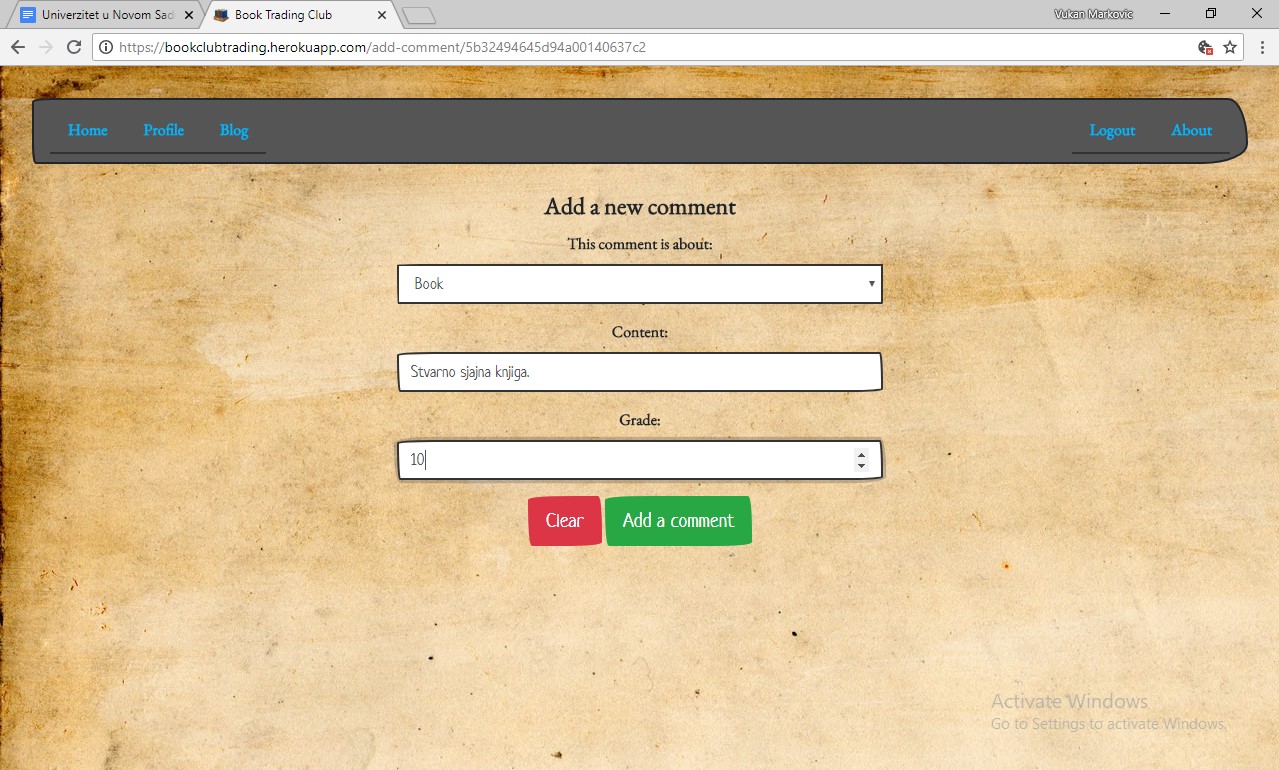 Univerzitet u Novom Sad
Book Trading Club
Vukan Markovic
https://bookclubtrading.herokuapp.com/add-comment/5b32494645d94a00140637c2
Home Profile Blog Logout About
Add a new comment
This comment is about:
Book
Content:
Stvarno sjajna knjiga.
Grade:
10
Clear Add a comment
Activate Windows
Go to Settings to activate Windows.